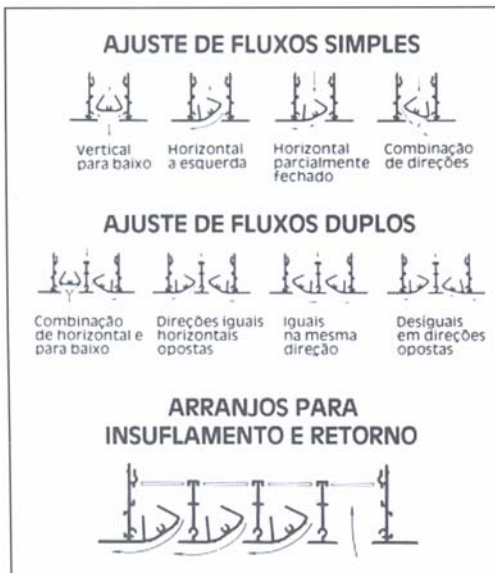 AJUSTE DE FLUXOS SIMPLES
Vertical
para baixo
Horizontal
a esquerda
Horizontal
parcialmente
fechado
Combinação
de direções
AJUSTE DE FLUXOS DUPLOS
Combinação
de horizontal e
para baixo
Direções iguais
horizontais
opostas
Iguais
na mesma
direção
Desiguais
em direções
opostas
ARRANJOS PARA
INSUFLAMENTO E RETORNO